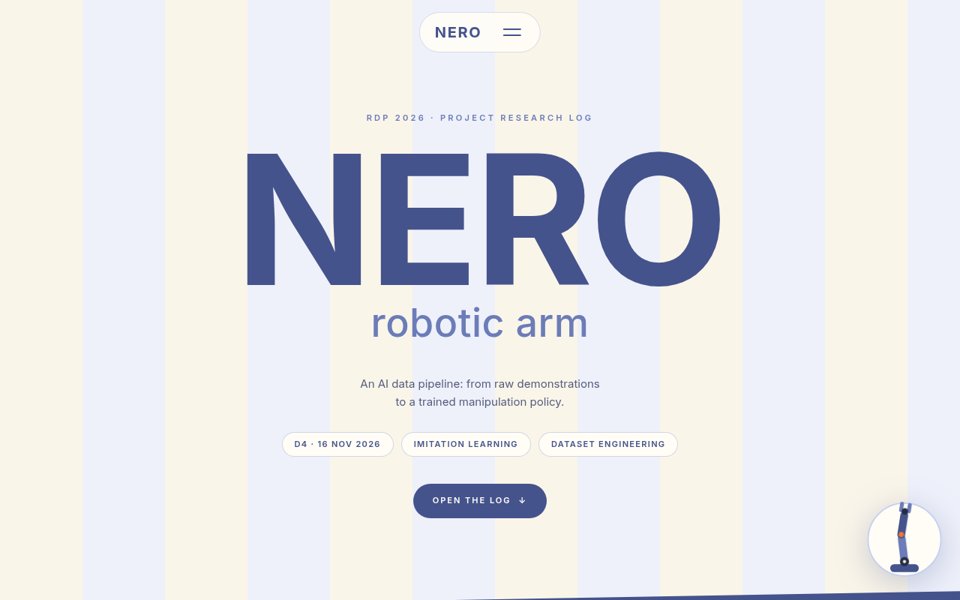 NERO
RDP 2026 · PROJECT RESEARCH LOG
NERO
robotic arm
An AI data pipeline: from raw demonstrations
to a trained manipulation policy.
D4 · 16 NOV 2026
IMITATION LEARNING
DATASET ENGINEERING
OPEN THE LOG ↓